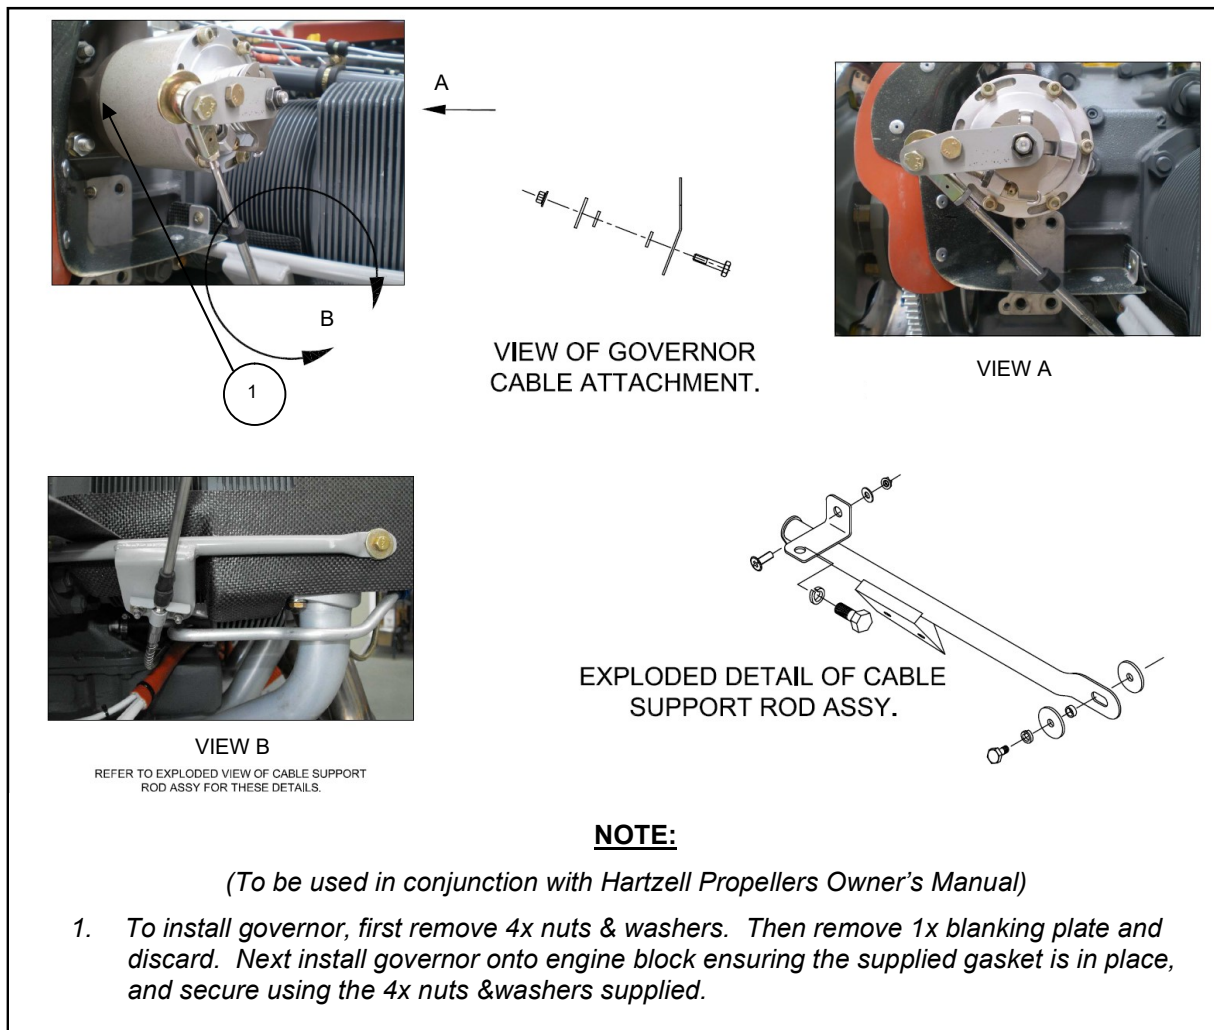 A
B
1
VIEW OF GOVERNOR
CABLE ATTACHMENT.
VIEW A
VIEW B
REFER TO EXPLODED VIEW OF CABLE SUPPORT
ROD ASSY FOR THESE DETAILS.
EXPLODED DETAIL OF CABLE
SUPPORT ROD ASSY.
NOTE:
(To be used in conjunction with Hartzell Propellers Owner's Manual)
1. To install governor, first remove 4x nuts & washers. Then remove 1x blanking plate and
discard. Next install governor onto engine block ensuring the supplied gasket is in place,
and secure using the 4x nuts &washers supplied.